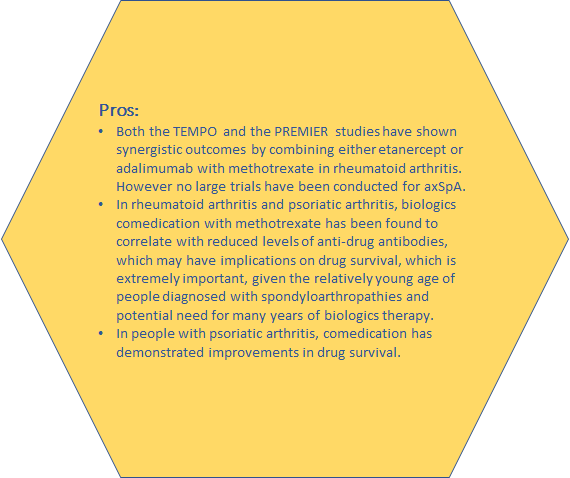 Pros:
• Both the TEMPO and the PREMIER studies have shown
synergistic outcomes by combining either etanercept or
adalimumab with methotrexate in rheumatoid arthritis.
However no large trials have been conducted for axSpA.
• In rheumatoid arthritis and psoriatic arthritis, biologics
comedication with methotrexate has been found to
correlate with reduced levels of anti-drug antibodies,
which may have implications on drug survival, which is
extremely important, given the relatively young age of
people diagnosed with spondyloarthropathies and
potential need for many years of biologics therapy.
• In people with psoriatic arthritis, comedication has
demonstrated improvements in drug survival.